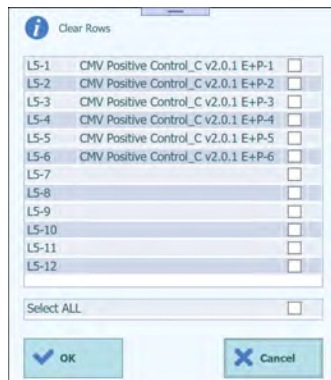 Clear Rows
L5-1 CMV Positive Control_C v2.0.1 E+P-1
L5-2 CMV Positive Control_C v2.0.1 E+P-2
L5-3 CMV Positive Control_C v2.0.1 E+P-3
L5-4 CMV Positive Control_C v2.0.1 E+P-4
L5-5 CMV Positive Control_C v2.0.1 E+P-5
L5-6 CMV Positive Control_C v2.0.1 E+P-6
L5-7
L5-8
L5-9
L5-10
L5-11
L5-12
Select ALL
OK Cancel